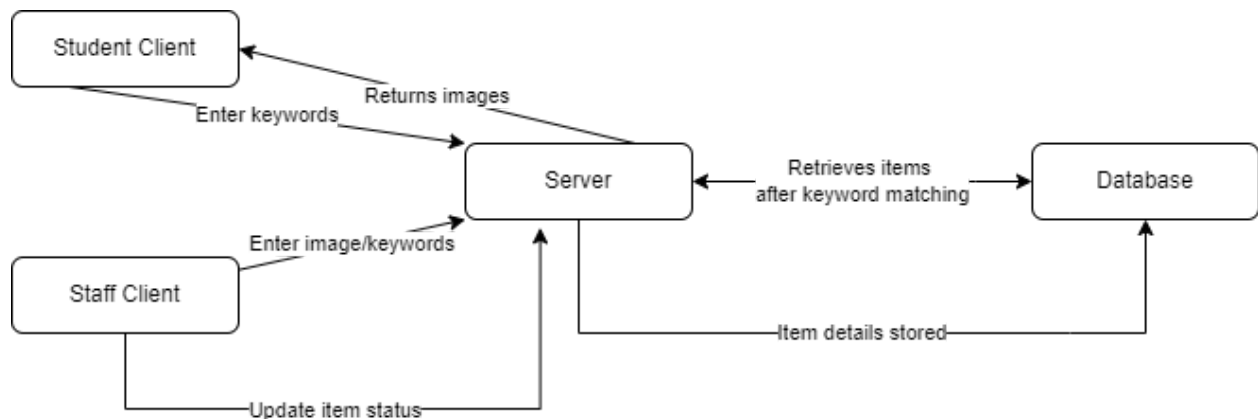 Student Client
Returns images
Enter keywords
Server
Retrieves items
after keyword matching
Database
Enter image/keywords
Staff Client
Item details stored
Update item status